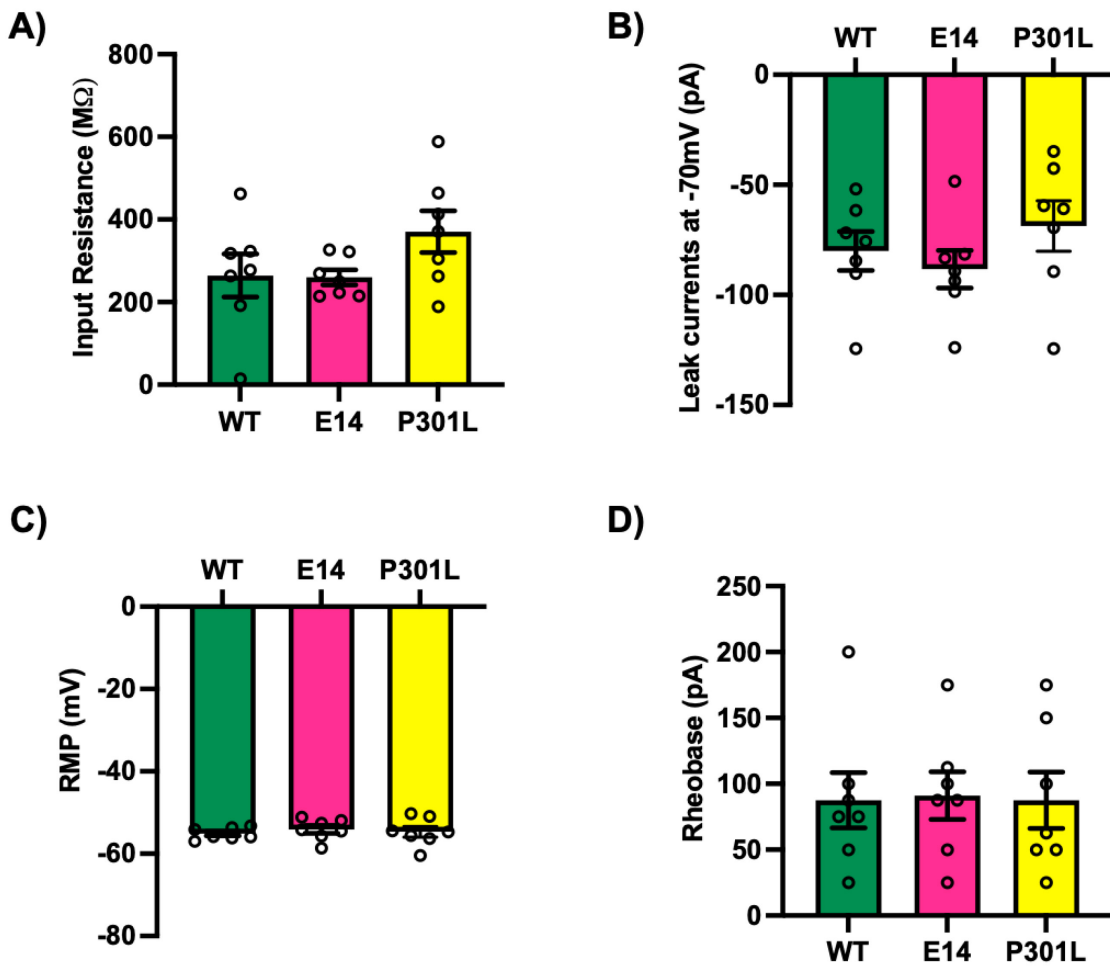 A)
Input Resistance (MΩ)
800
600
400
200
0
WT E14 P301L
B)
WT E14 P301L
Leak currents at -70mV (pA)
0
-50
-100
-150
C)
WT E14 P301L
RMP (mV)
0
-20
-40
-60
-80
D)
Rheobase (pA)
250
200
150
100
50
0
WT E14 P301L